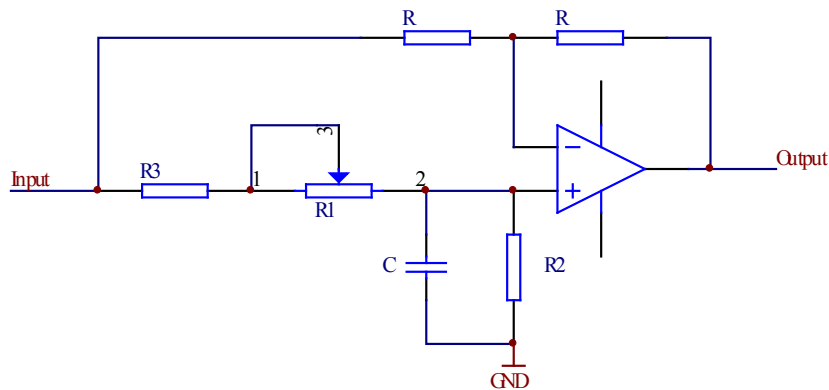 R R
3
Output
Input R3 1 2
R1
C R2
GND